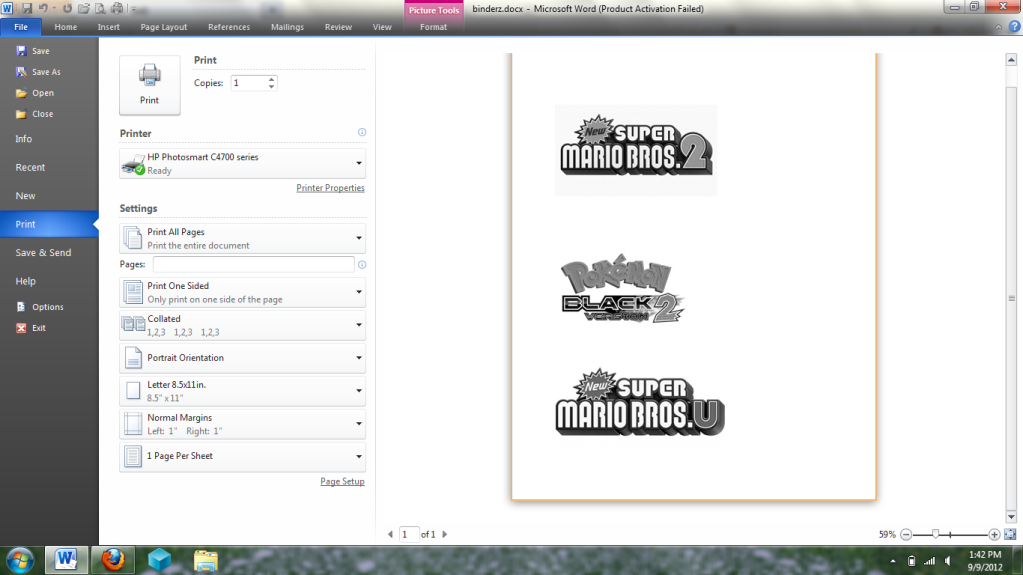 binderz.docx - Microsoft Word (Product Activation Failed)
Picture Tools
File Home Insert Page Layout References Mailings Review View Format
Save
Save As
Open
Close
Info
Recent
New
Print
Save & Send
Help
Options
Exit
Print
Print
Copies: 1
Printer
HP Photosmart C4700 series
Ready
Printer Properties
Settings
Print All Pages
Print the entire document
Pages:
Print One Sided
Only print on one side of the page
Collated
1,2,3 1,2,3 1,2,3
Portrait Orientation
Letter 8.5x11in.
8.5" x 11"
Normal Margins
Left: 1" Right: 1"
1 Page Per Sheet
Page Setup
New SUPER
MARIO BROS. 2
POKéMON
BLACK 2
VERSION
New SUPER
MARIO BROS. U
1 of 1
59%
1:42 PM
9/9/2012